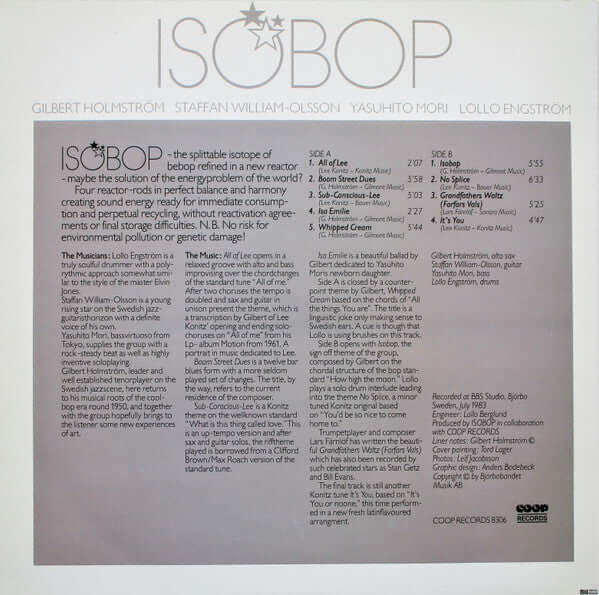 ISOBOP
GILBERT HOLMSTRÖM STAFFAN WILLIAM-OLSSON YASUHITO MORI LOLLO ENGSTRÖM
ISOBOP - the splittable isotope of
bebop refined in a new reactor
- maybe the solution of the energyproblem of the world?
Four reactor-rods in perfect balance and harmony
creating sound energy ready for immediate consump-
tion and perpetual recycling, without reactivation agree-
ments or final storage difficulties. N.B. No risk for
environmental pollution or genetic damage!
SIDE A
1. All of Lee 2'07
(Lee Konitz - Konitz Music)
2. Boom Street Dues 5'58
(G. Holmström - Gilmont Music)
3. Sub-Conscious-Lee 5'03
(Lee Konitz - Bauer Music)
4. Isa Emilie 2'27
(G. Holmström - Gilmont Music)
5. Whipped Cream 5'44
(G. Holmström - Gilmont Music)
SIDE B
1. Isobop 5'55
(G. Holmström - Gilmont Music)
2. No Splice 6'33
(Lee Konitz - Bauer Music)
3. Grandfathers Waltz
(Farfars Vals) 5'25
(Lars Färnlöf - Sonora Music)
4. It's You 4'47
(Lee Konitz - Konitz Music)
The Musicians: Lollo Engström is a
truly soulful drummer with a poly-
rythmic approach somewhat simi-
lar to the style of the master Elvin
Jones.
Staffan William-Olsson is a young
rising star on the Swedish jazz-
guitarsthorizon with a definite
voice of his own.
Yasuhito Mori, bassvirtuoso from
Tokyo, supplies the group with a
rock-steady beat as well as highly
inventive soloplaying.
Gilbert Holmström, leader and
well established tenorplayer on the
Swedish jazzscene, here returns
to his musical roots of the cool-
bop era round 1950, and together
with the group hopefully brings to
the listener some new experiences
of art.
The Music: All of Lee opens in a
relaxed groove with alto and bass
improvising over the chordchanges
of the standard tune "All of me."
After two choruses the tempo is
doubled and sax and guitar in
unison present the theme, which is
a transcription by Gilbert of Lee
Konitz' opening and ending solo-
choruses on "All of me" from his
Lp-album Motion from 1961. A
portrait in music dedicated to Lee.
Boom Street Dues is a twelve bar
blues form with a more seldom
played set of changes. The title, by
the way, refers to the current
residence of the composer.
Sub-Conscious-Lee is a Konitz
theme on the wellknown standard
"What is this thing called love." This
is an up-tempo version and after
sax and guitar solos, the rifftheme
played is borrowed from a Clifford
Brown/Max Roach version of the
standard tune.
Isa Emilie is a beautiful ballad by
Gilbert dedicated to Yasuhito
Moris newborn daughter.
Side A is closed by a counter-
point theme by Gilbert, Whipped
Cream based on the chords of "All
the things You are". The title is a
linguistic joke only making sense to
Swedish ears. A cue is though that
Lollo is using brushes on this track.
Side B opens with Isobop, the
sign off theme of the group,
composed by Gilbert on the
chordal structure of the bop stan-
dard "How high the moon." Lollo
plays a solo drum interlude leading
into the theme No Splice, a minor
tuned Konitz original based
on "You'd be so nice to come
home to."
Trumpetplayer and composer
Lars Färnlöf has written the beauti-
ful Grandfathers Waltz (Farfars Vals)
which has also been recorded by
such celebrated stars as Stan Getz
and Bill Evans.
The final track is still another
Konitz tune It's You, based on "It's
You or noone," this time perform-
ed in a new fresh latinflavoured
arrangment.
Gilbert Holmström, alto sax
Staffan William-Olsson, guitar
Yasuhito Mori, bass
Lollo Engström, drums
Recorded at BBS Studio, Björbo
Sweden, July 1983
Engineer: Lollo Berglund
Produced by ISOBOP in collaboration
with COOP RECORDS
Liner notes: Gilbert Holmström ©
Cover painting: Tord Lager
Photos: Leif Jacobsson
Graphic design: Anders Bodebeck
Copyright © by Björbobandet
Musik AB
COOP RECORDS 8306
COOP
RECORDS